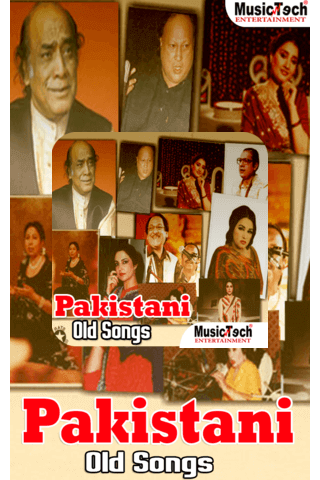 MusicTech
ENTERTAINMENT
Pakistani
Old Songs
MusicTech
ENTERTAINMENT
Pakistani
Old Songs